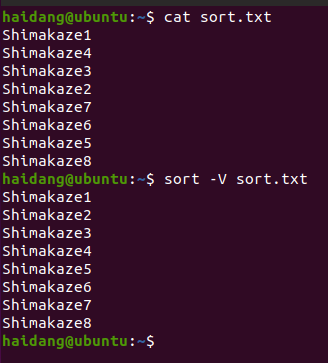 haidang@ubuntu:~$ cat sort.txt
Shimakaze1
Shimakaze4
Shimakaze3
Shimakaze2
Shimakaze7
Shimakaze6
Shimakaze5
Shimakaze8
haidang@ubuntu:~$ sort -V sort.txt
Shimakaze1
Shimakaze2
Shimakaze3
Shimakaze4
Shimakaze5
Shimakaze6
Shimakaze7
Shimakaze8
haidang@ubuntu:~$